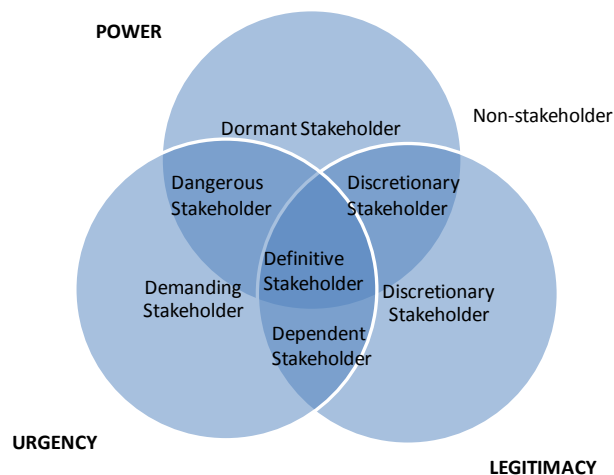 POWER
Non-stakeholder
Dormant Stakeholder
Dangerous
Stakeholder
Discretionary
Stakeholder
Definitive
Stakeholder
Demanding
Stakeholder
Discretionary
Stakeholder
Dependent
Stakeholder
URGENCY
LEGITIMACY